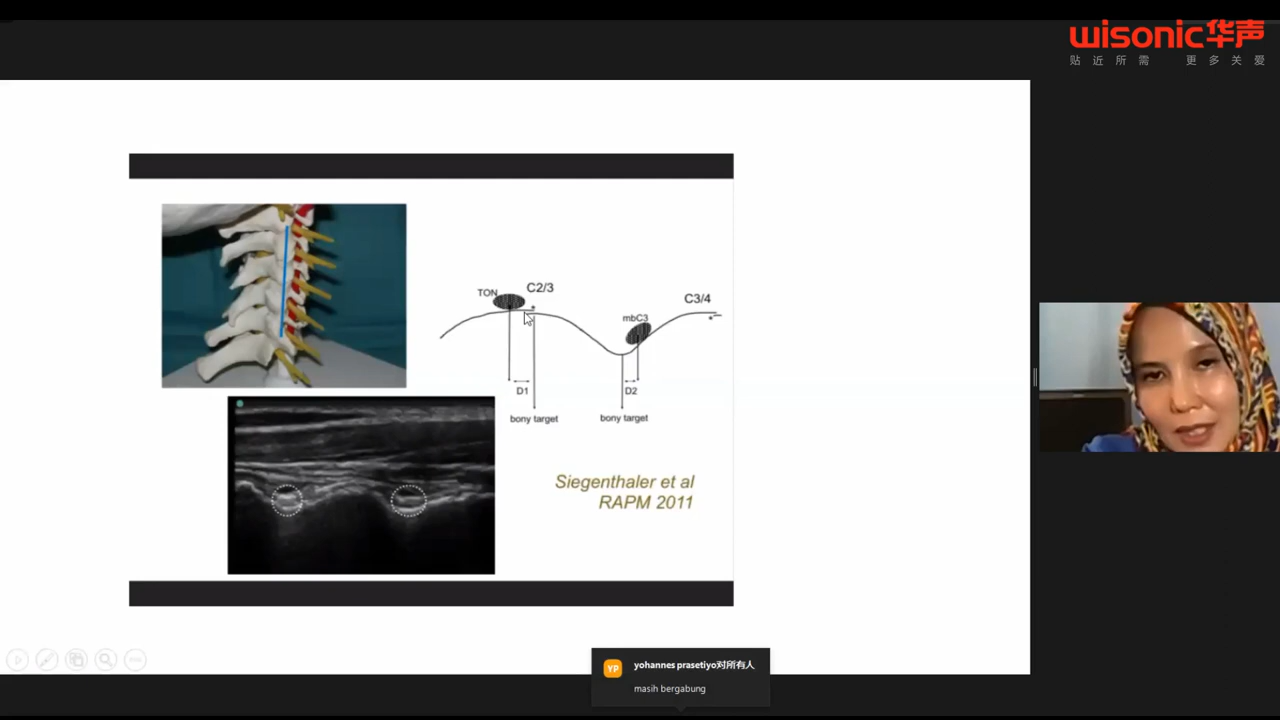 wisonic华声
贴近所需 更多关爱
TON
C2/3
C3/4
mbC3
D1
D2
bony target
bony target
Siegenthaler et al
RAPM 2011
YP
yohannes prasetiyo对所有人
masih bergabung